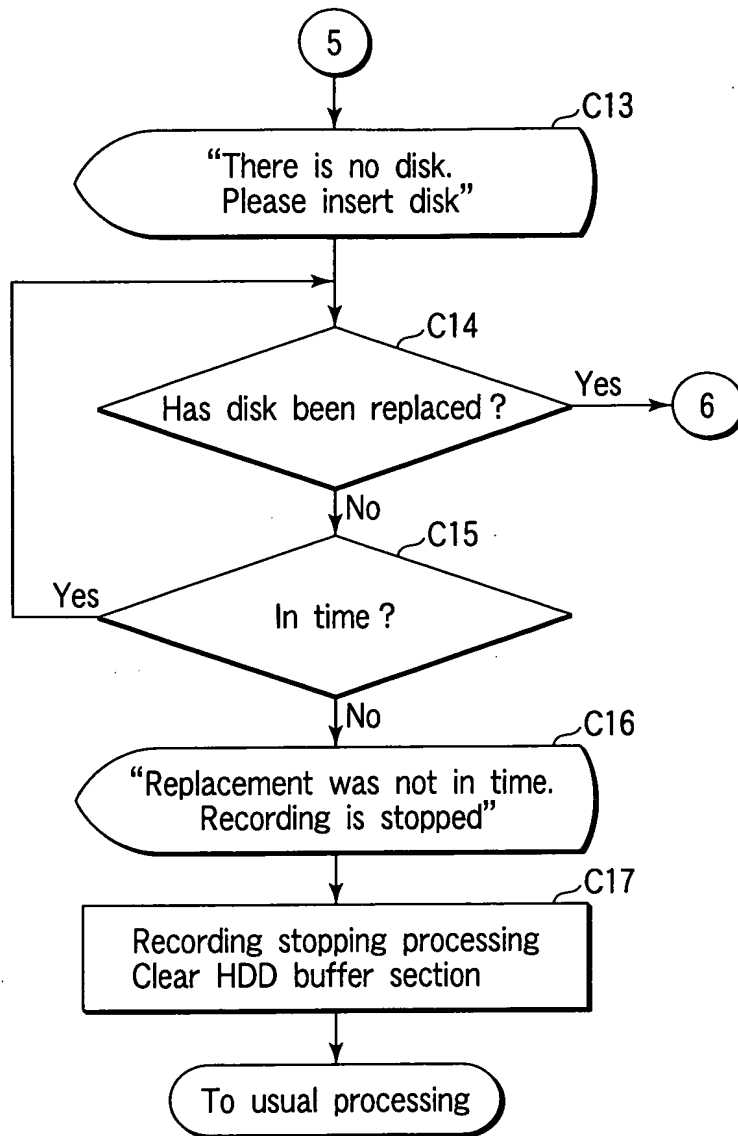 5
C13
“There is no disk.
Please insert disk”
C14
Has disk been replaced?
Yes
6
No
C15
Yes
In time?
No
C16
“Replacement was not in time.
Recording is stopped”
C17
Recording stopping processing
Clear HDD buffer section
To usual processing